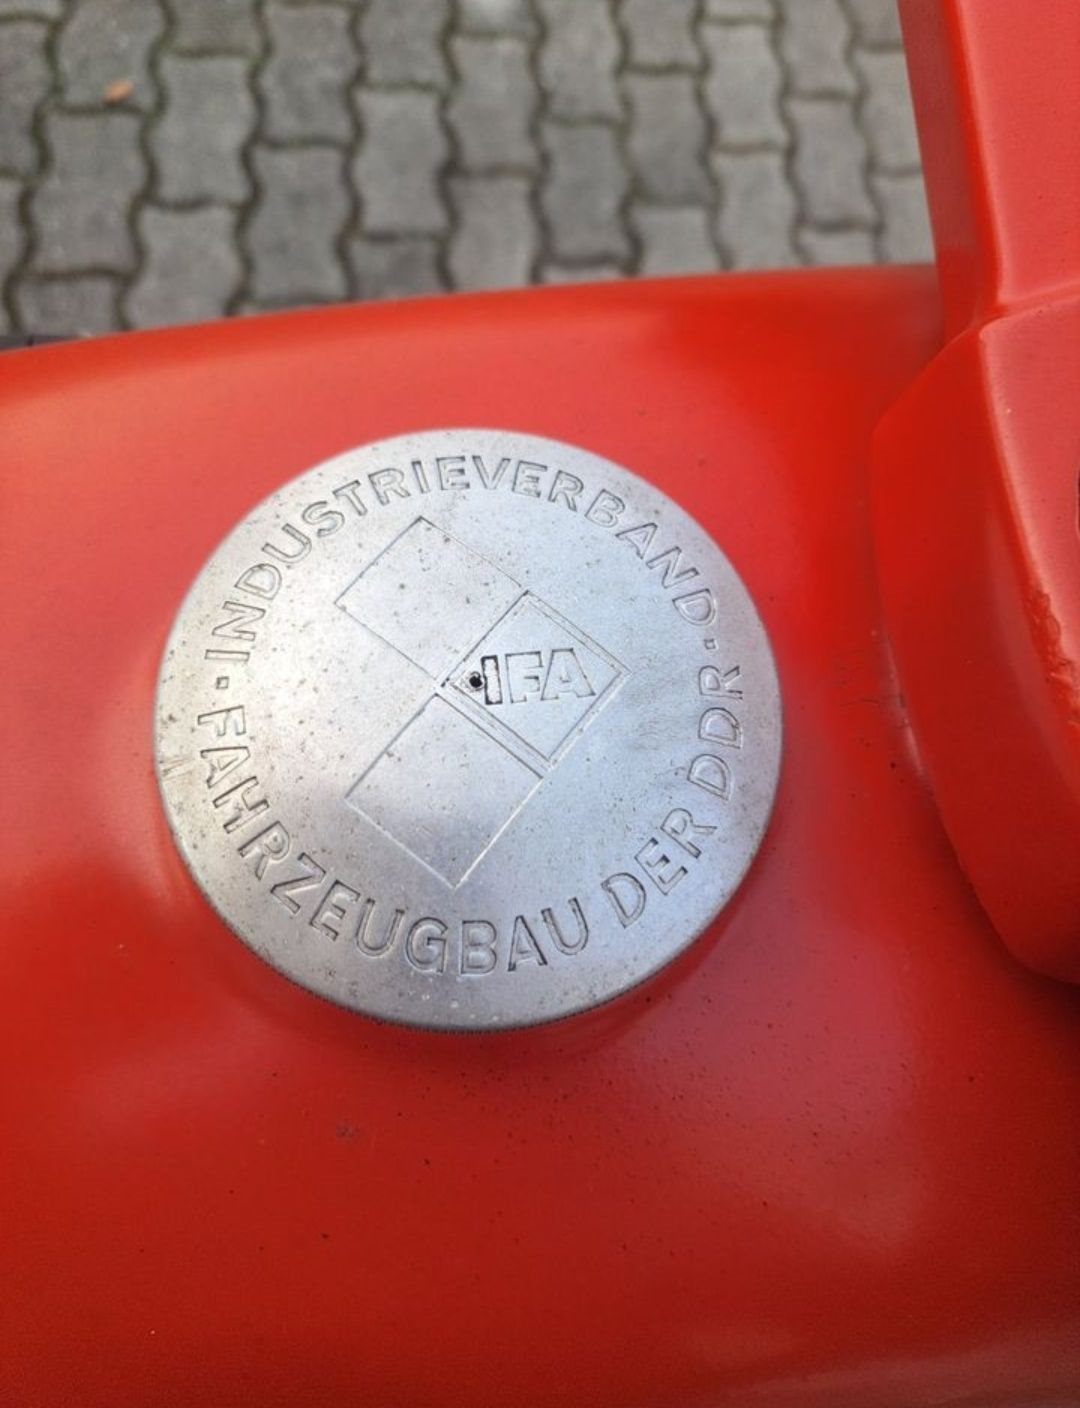 · INDUSTRIEVERBAND ·
FAHRZEUGBAU DER DDR
IFA